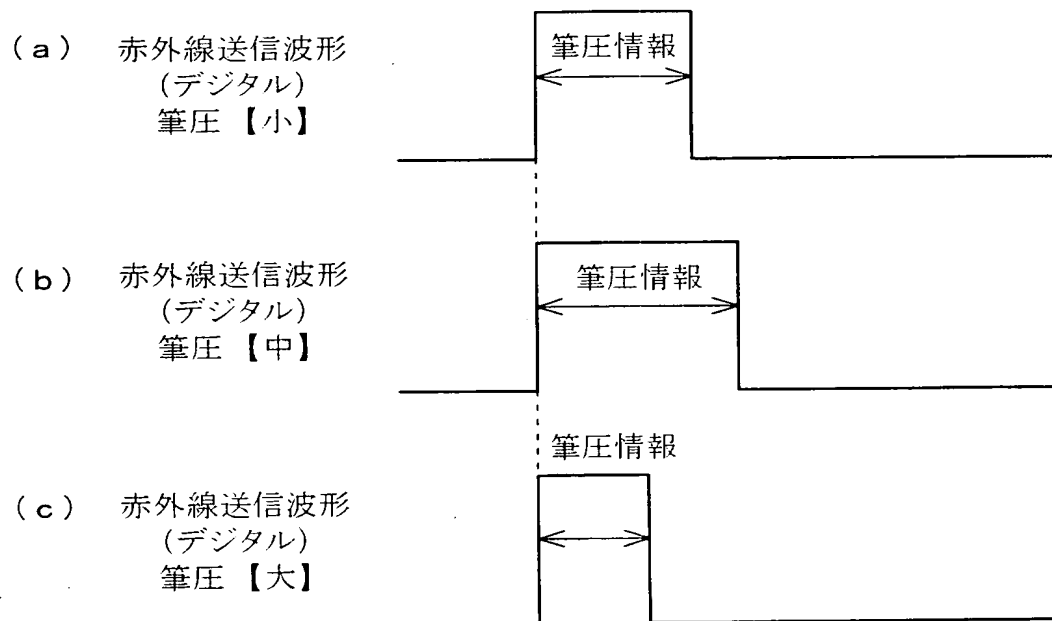 (a) 赤外線送信波形
(デジタル)
筆圧【小】
筆圧情報
(b) 赤外線送信波形
(デジタル)
筆圧【中】
筆圧情報
(c) 赤外線送信波形
(デジタル)
筆圧【大】
筆圧情報